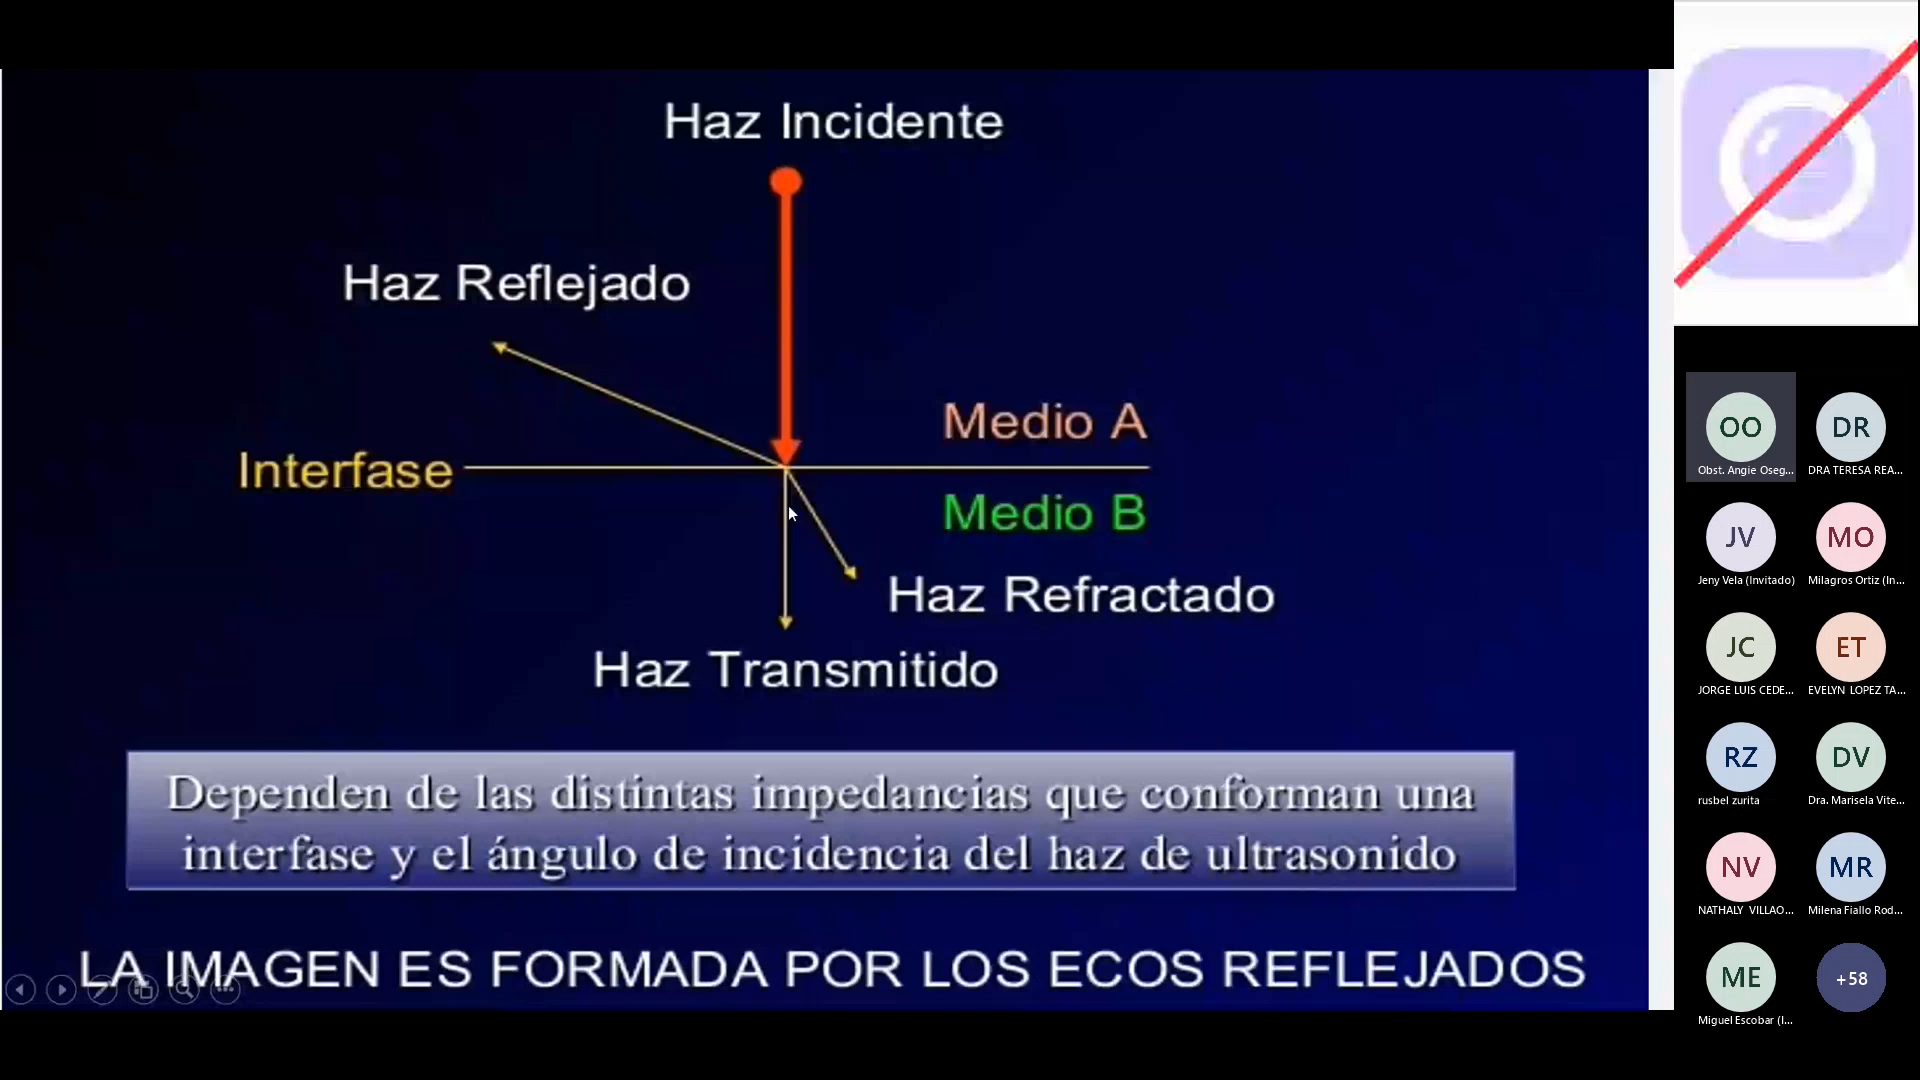 Haz Incidente
Haz Reflejado
Medio A
Interfase
Medio B
Haz Refractado
Haz Transmitido
Dependen de las distintas impedancias que conforman una
interfase y el ángulo de incidencia del haz de ultrasonido
LA IMAGEN ES FORMADA POR LOS ECOS REFLEJADOS
OO
DR
Obst. Angie Oseg...
DRA TERESA REA...
JV
MO
Jeny Vela (Invitado)
Milagros Ortiz (In...
JC
ET
JORGE LUIS CEDE...
EVELYN LOPEZ TA...
RZ
DV
rusbel zurita
Dra. Marisela Vite...
NV
MR
NATHALY VILLAO...
Milena Fiallo Rod...
ME
+58
Miguel Escobar (I...